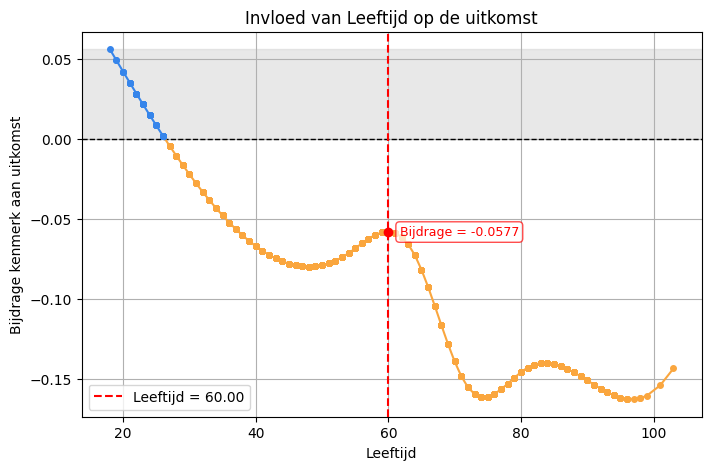 Invloed van Leeftijd op de uitkomst
Bijdrage kenmerk aan uitkomst
0.05
0.00
−0.05
−0.10
−0.15
Bijdrage = -0.0577
Leeftijd = 60.00
20
40
60
80
100
Leeftijd